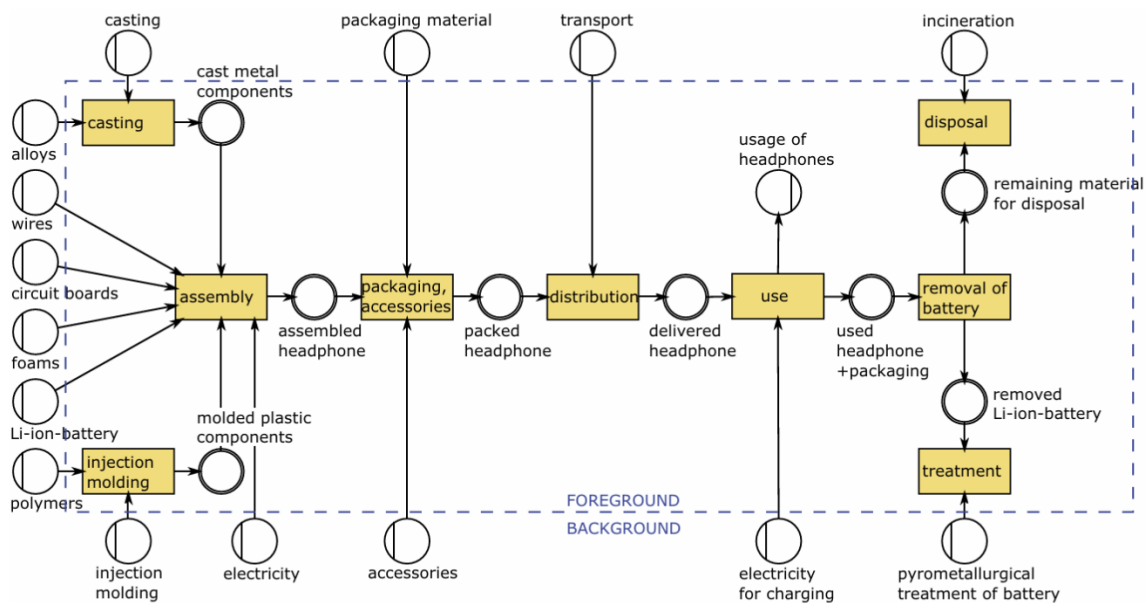 casting
packaging material
transport
incineration
cast metal
components
casting
disposal
alloys
usage of
headphones
wires
remaining material
for disposal
circuit boards
assembly
packaging,
accessories
distribution
use
removal of
battery
foams
assembled
headphone
packed
headphone
delivered
headphone
used
headphone
+packaging
removed
Li-ion-battery
Li-ion-battery
molded plastic
components
injection
molding
treatment
polymers
FOREGROUND
BACKGROUND
injection
molding
electricity
accessories
electricity
for charging
pyrometallurgical
treatment of battery